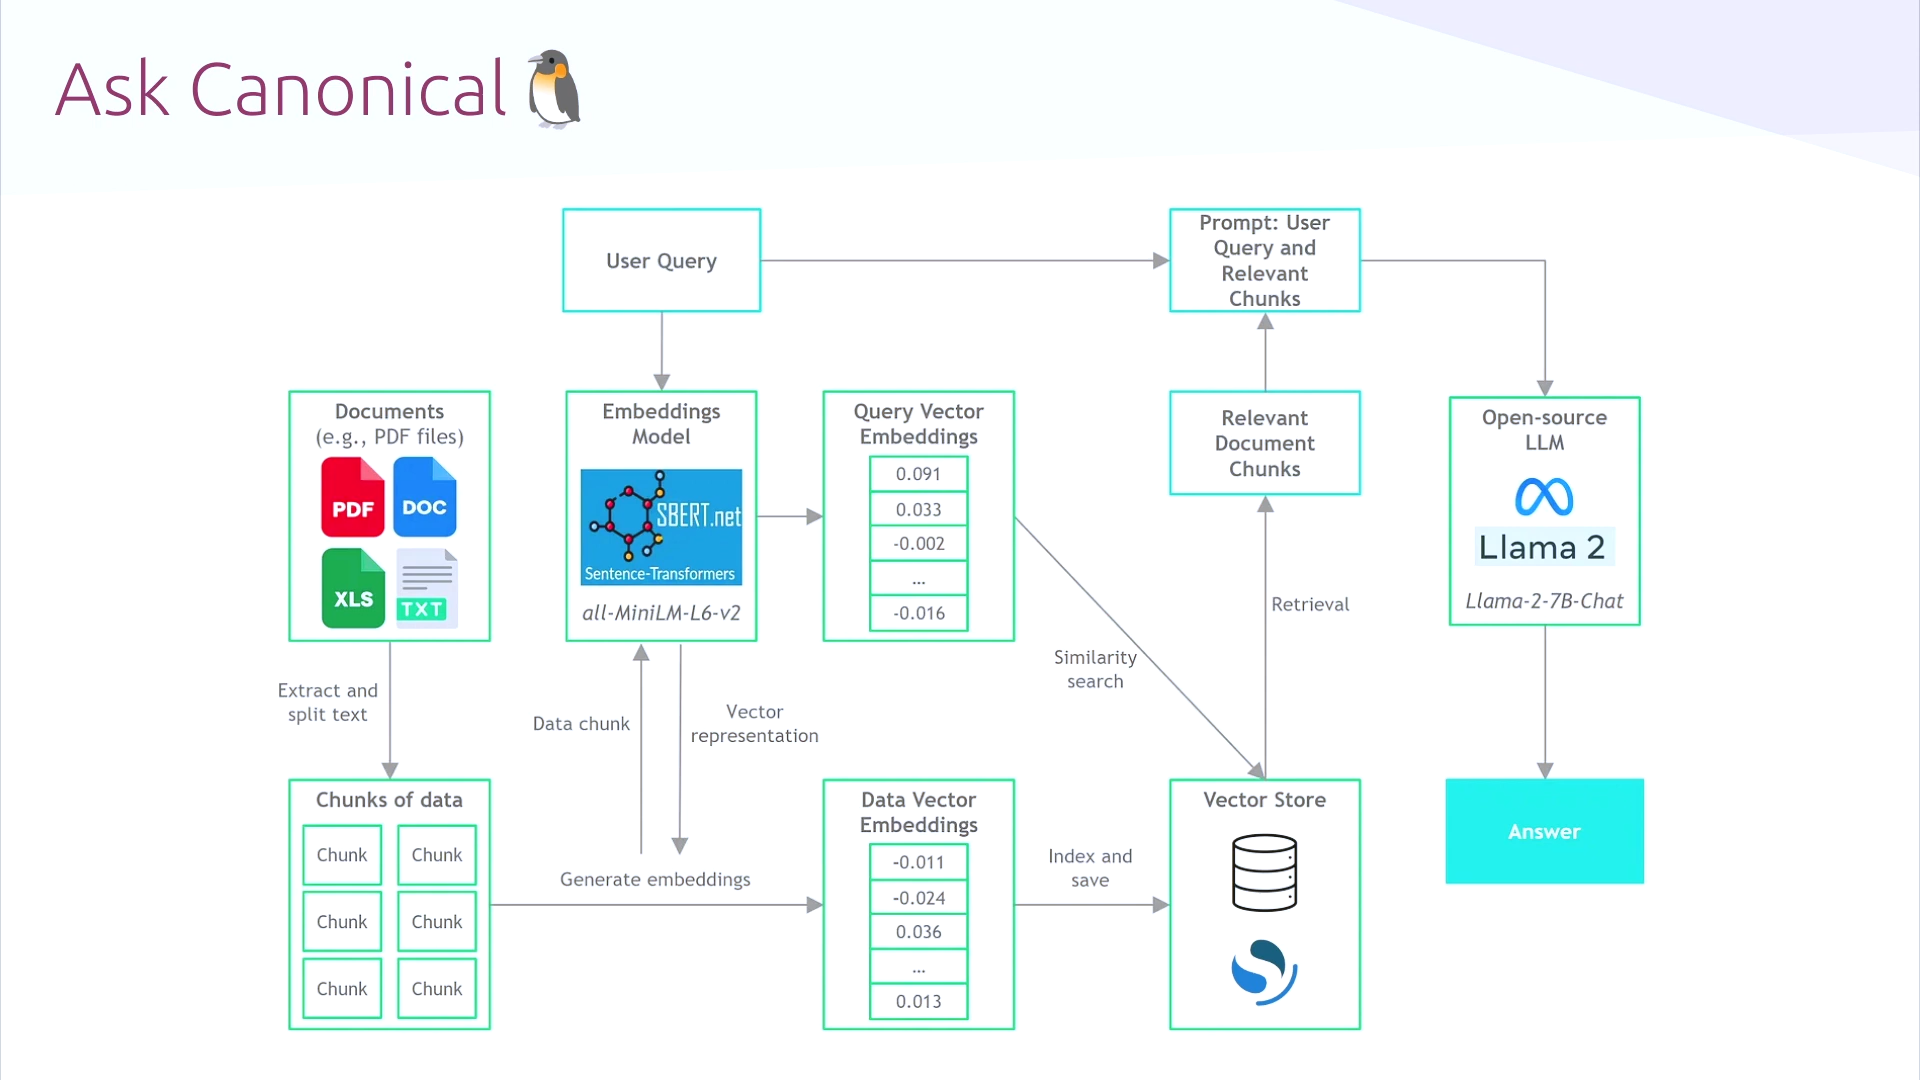 Ask Canonical
User Query
Prompt: User
Query and
Relevant
Chunks
Documents
(e.g., PDF files)
PDF
DOC
XLS
TXT
Embeddings
Model
SBERT.net
Sentence-Transformers
all-MiniLM-L6-v2
Query Vector
Embeddings
0.091
0.033
-0.002
...
-0.016
Relevant
Document
Chunks
Open-source
LLM
Llama 2
Llama-2-7B-Chat
Retrieval
Similarity
search
Extract and
split text
Data chunk
Vector
representation
Chunks of data
Chunk
Chunk
Chunk
Chunk
Chunk
Chunk
Generate embeddings
Data Vector
Embeddings
-0.011
-0.024
0.036
...
0.013
Index and
save
Vector Store
Answer